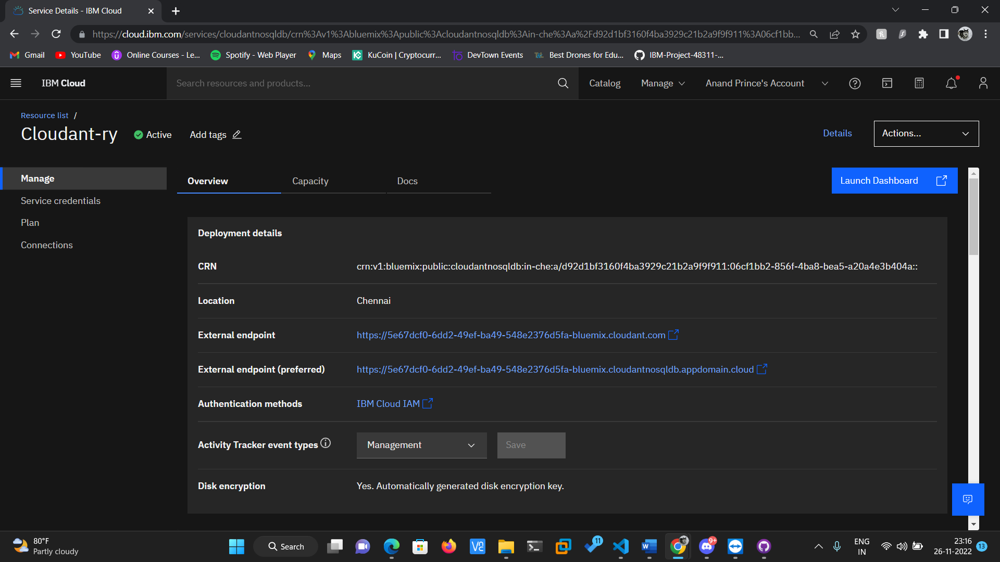 Service Details - IBM Cloud
https://cloud.ibm.com/services/cloudantnosqldb/crn%3Av1%3Abluemix%3Apublic%3Acloudantnosqldb%3Ain-che%3Aa%2Fd92d1bf3160f4ba3929c21b2a9f9f911%3A06cf1bb...
Gmail YouTube Online Courses - Le... Spotify - Web Player Maps KuCoin | Cryptocurr... DevTown Events Best Drones for Edu... IBM-Project-48311-...
IBM Cloud Search resources and products... Catalog Manage Anand Prince's Account
Resource list /
Cloudant-ry Active Add tags Details Actions...
Manage
Service credentials
Plan
Connections
Overview Capacity Docs Launch Dashboard
Deployment details
CRN crn:v1:bluemix:public:cloudantnosqldb:in-che:a/d92d1bf3160f4ba3929c21b2a9f9f911:06cf1bb2-856f-4ba8-bea5-a20a4e3b404a::
Location Chennai
External endpoint https://5e67dcf0-6dd2-49ef-ba49-548e2376d5fa-bluemix.cloudant.com
External endpoint (preferred) https://5e67dcf0-6dd2-49ef-ba49-548e2376d5fa-bluemix.cloudantnosqldb.appdomain.cloud
Authentication methods IBM Cloud IAM
Activity Tracker event types Management Save
Disk encryption Yes. Automatically generated disk encryption key.
80°F
Partly cloudy
Search
11
9+
ENG
IN
23:16
26-11-2022
13